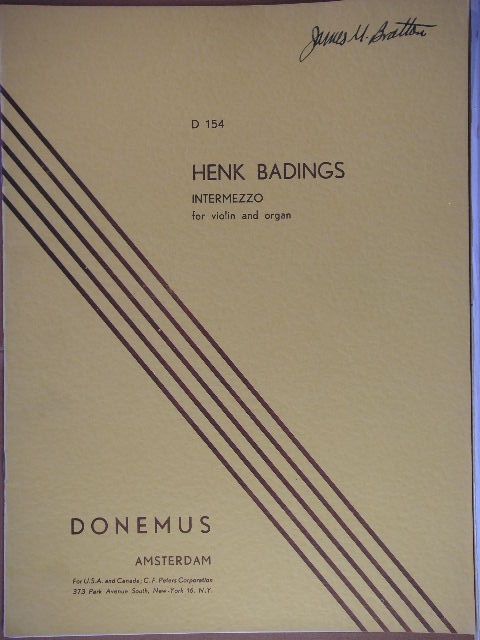 James M. Bratton
D 154
HENK BADINGS
INTERMEZZO
for violin and organ
DONEMUS
AMSTERDAM
For U.S.A. and Canada: C. F. Peters Corporation
373 Park Avenue South, New-York 16, N.Y.